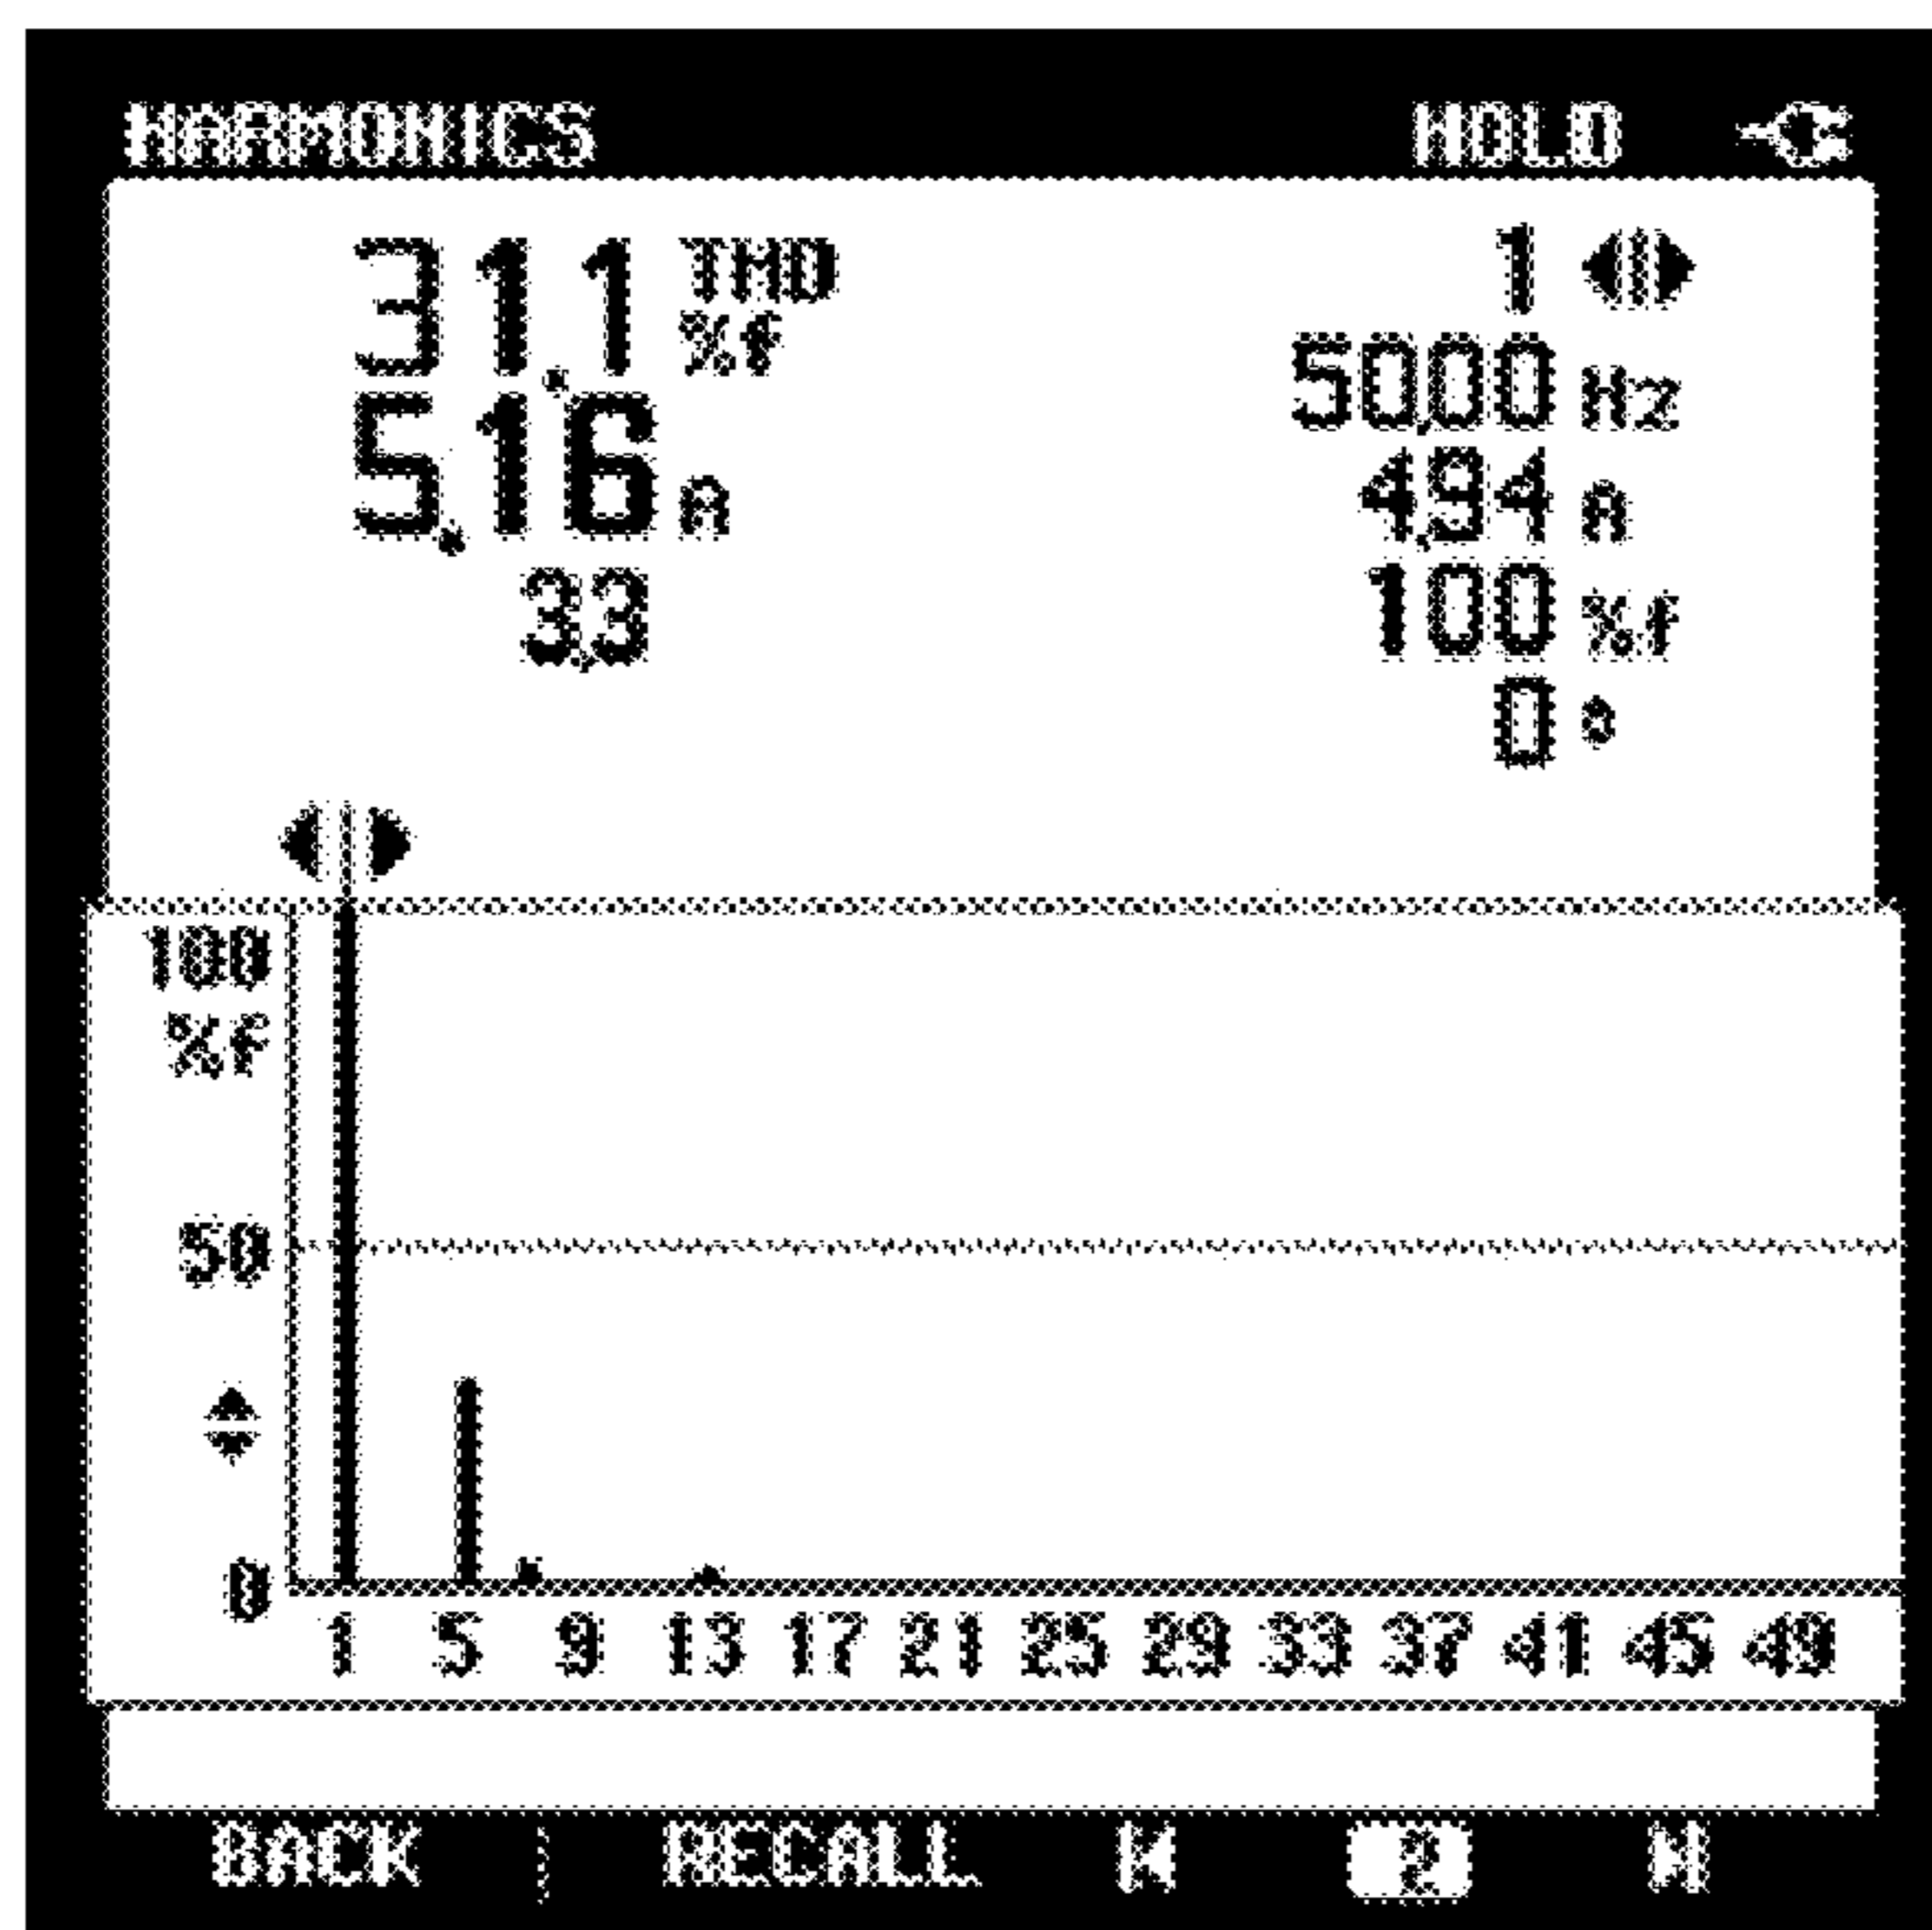 HARMONICS HOLD
31,1 THD %f
5,16 A
3,3
1
50,00 Hz
4,94 A
100 %f
0 °
100
%f
50
0
1 5 9 13 17 21 25 29 33 37 41 45 49
BACK RECALL 2